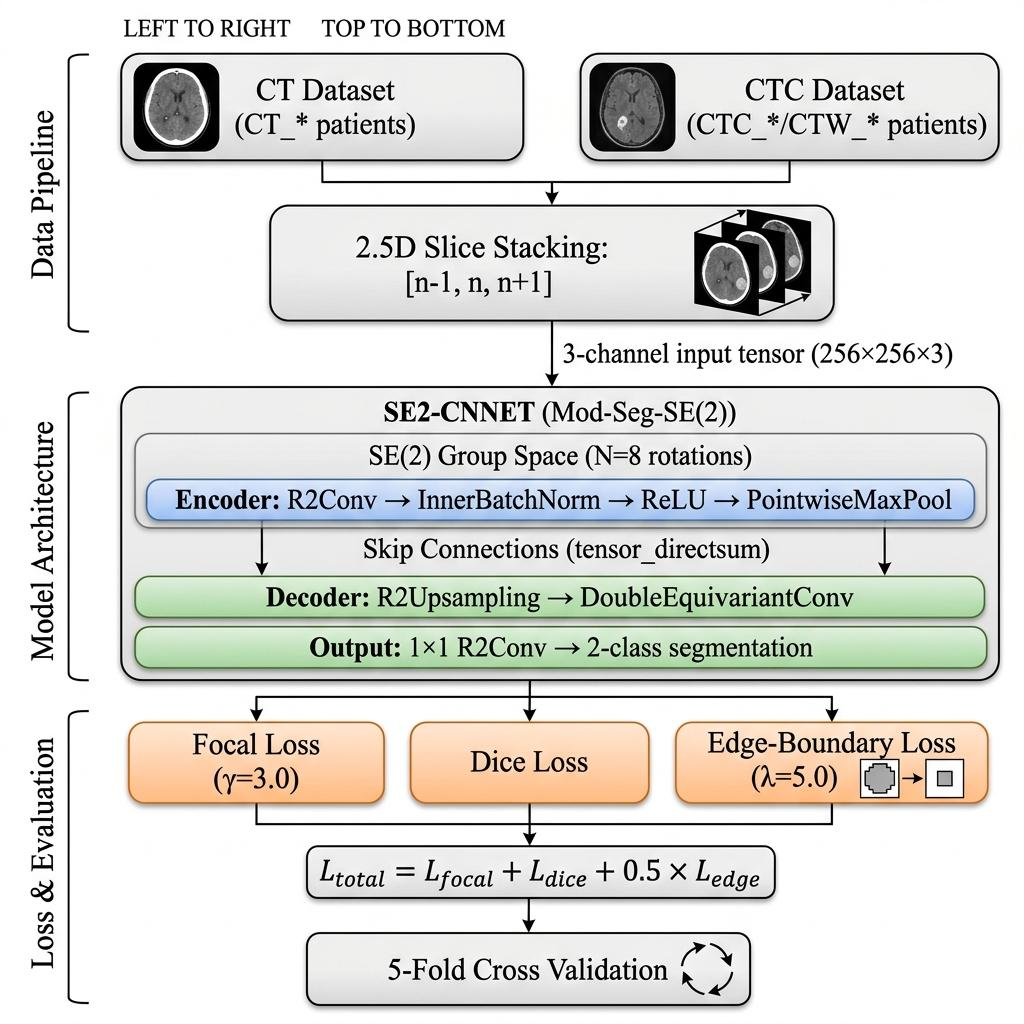 LEFT TO RIGHT TOP TO BOTTOM
Data Pipeline
CT Dataset
(CT_* patients)
CTC Dataset
(CTC_*/CTW_* patients)
2.5D Slice Stacking:
[n-1, n, n+1]
3-channel input tensor (256×256×3)
Model Architecture
SE2-CNNET (Mod-Seg-SE(2))
SE(2) Group Space (N=8 rotations)
Encoder: R2Conv → InnerBatchNorm → ReLU → PointwiseMaxPool
Skip Connections (tensor_directsum)
Decoder: R2Upsampling → DoubleEquivariantConv
Output: 1×1 R2Conv → 2-class segmentation
Loss & Evaluation
Focal Loss
(γ=3.0)
Dice Loss
Edge-Boundary Loss
(λ=5.0)
L_total = L_focal + L_dice + 0.5 × L_edge
5-Fold Cross Validation